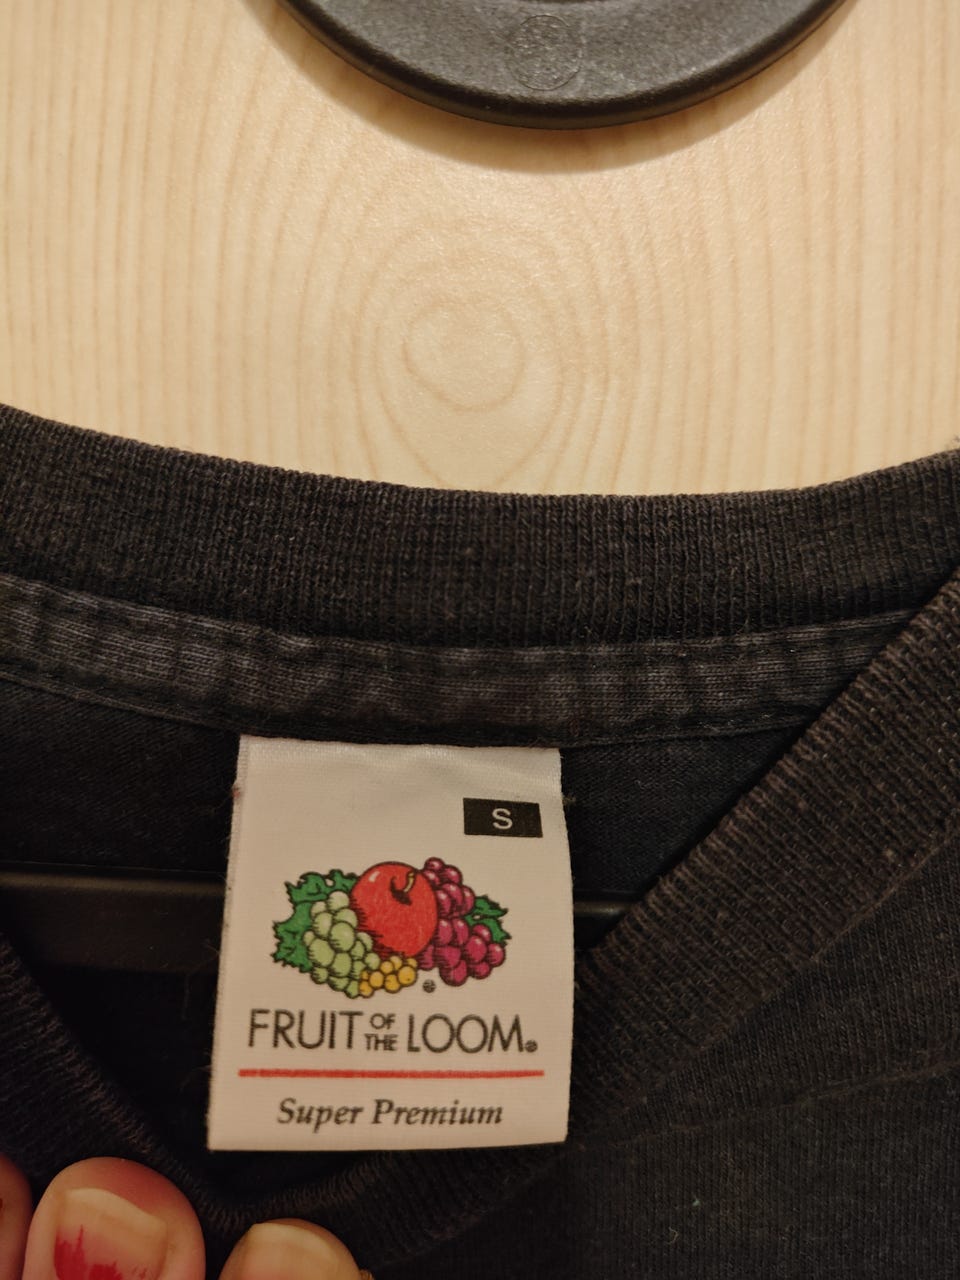 S
FRUIT OF THE LOOM®
Super Premium